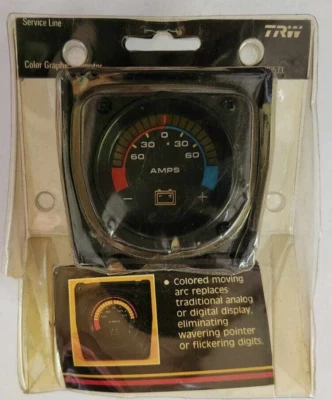 Service Line
TRW
Color Graphic
0
30 30
60 60
AMPS
- +
• Colored moving
arc replaces
traditional analog
or digital display,
eliminating
wavering pointer
or flickering digits.